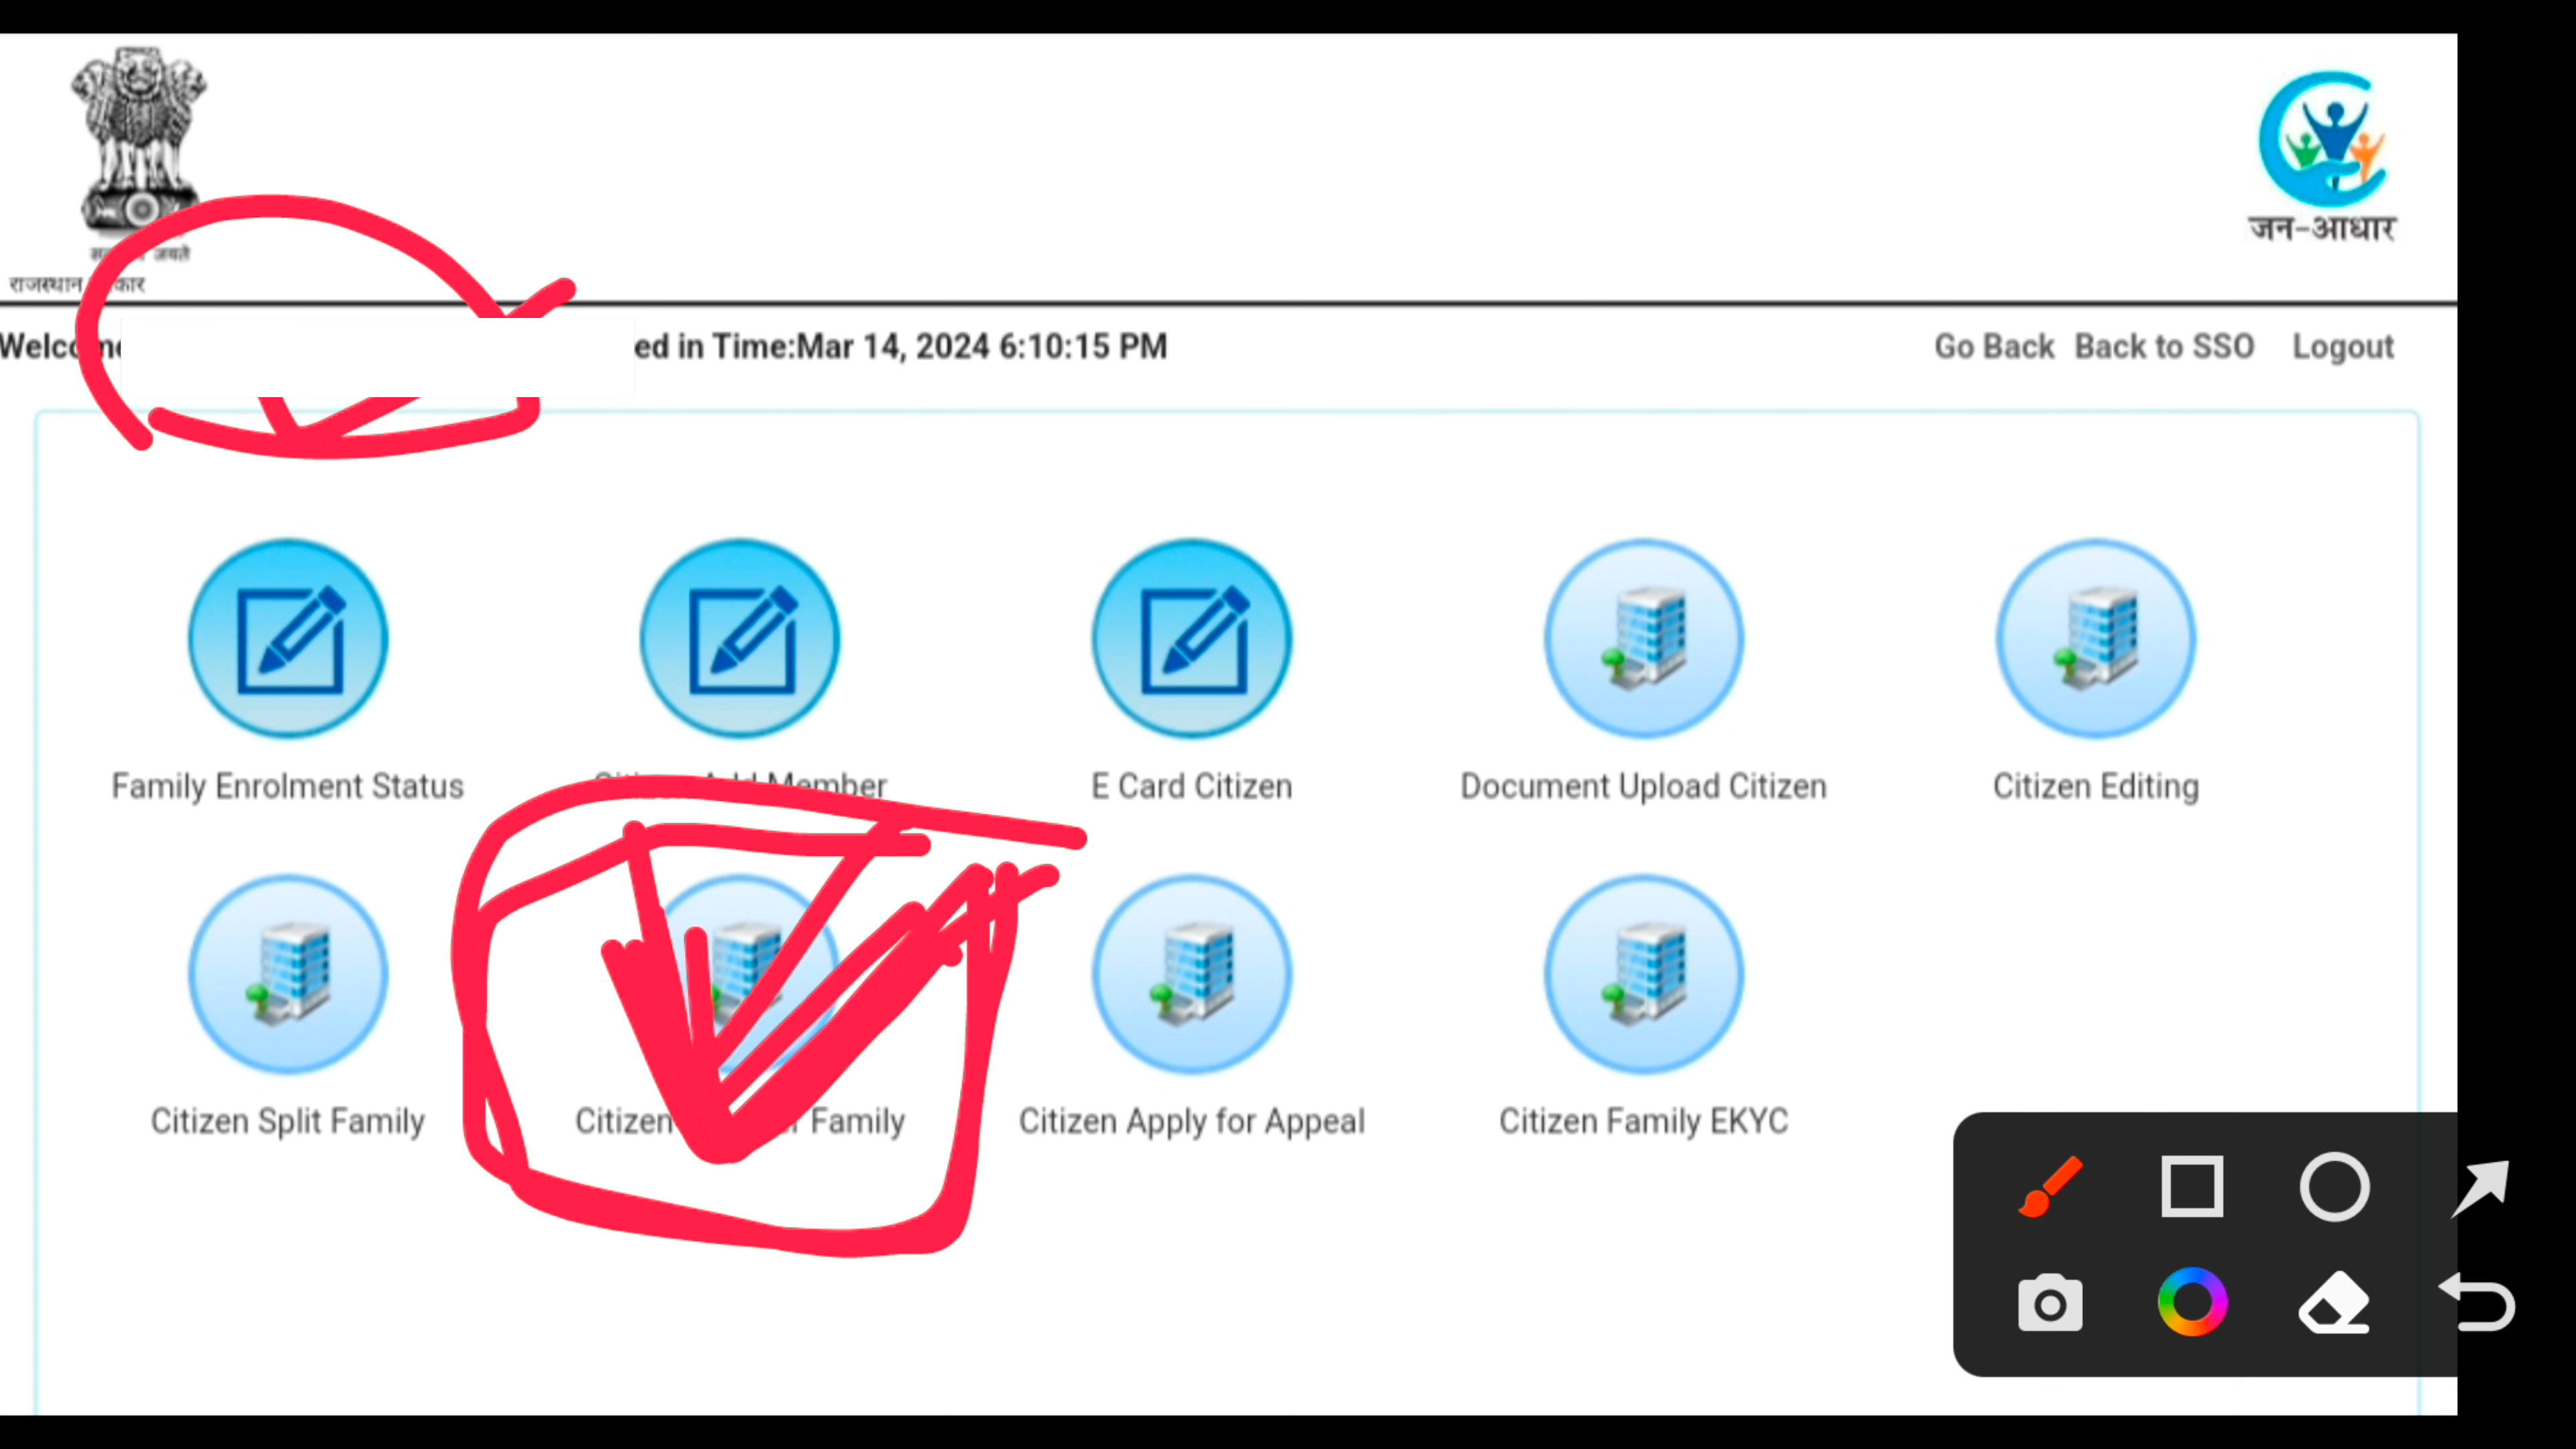 जन-आधार
राजस्थान
ed in Time:Mar 14, 2024 6:10:15 PM
Go Back Back to SSO Logout
Family Enrolment Status
Member
E Card Citizen
Document Upload Citizen
Citizen Editing
Citizen Split Family
Citizen Family
Citizen Apply for Appeal
Citizen Family EKYC